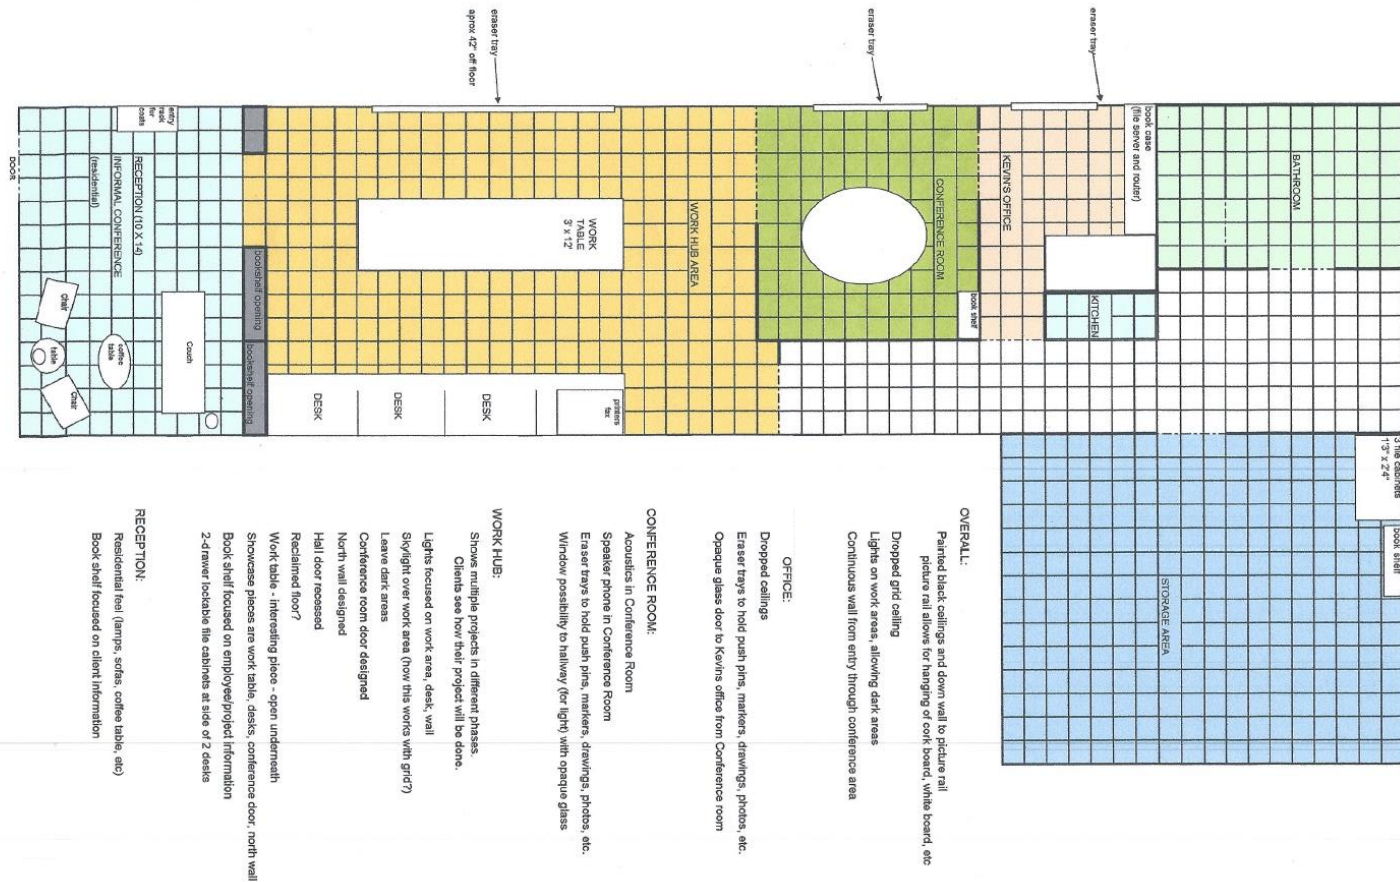 eraser tray
aprox 42" off floor
eraser tray
eraser tray
entry
rack
for
coats
DOOR
RECEPTION (10 X 14)
INFORMAL CONFERENCE
(residential)
Chair
table
coffee
table
Chair
Couch
bookshelf opening
bookshelf opening
WORK
TABLE
3' x 12'
WORK HUB AREA
DESK
DESK
DESK
printers
fax
CONFERENCE ROOM
book shelf
KEVIN'S OFFICE
book case
(file server and router)
KITCHEN
BATHROOM
3 file cabinets
1'3" x 2'4"
book shelf
STORAGE AREA
OVERALL:
Painted black ceilings and down wall to picture rail
picture rail allows for hanging of cork board, white board, etc
Dropped grid ceiling
Lights on work areas, allowing dark areas
Continuous wall from entry through conference area
OFFICE:
Dropped ceilings
Eraser trays to hold push pins, markers, drawings, photos, etc.
Opaque glass door to Kevins office from Conference room
CONFERENCE ROOM:
Acoustics in Conference Room
Speaker phone in Conference Room
Eraser trays to hold push pins, markers, drawings, photos, etc.
Window possibility to hallway (for light) with opaque glass
WORK HUB:
Shows multiple projects in different phases.
Clients see how their project will be done.
Lights focused on work area, desk, wall
Skylight over work area (how this works with grid?)
Leave dark areas
Conference room door designed
North wall designed
Hall door recessed
Reclaimed floor?
Work table - interesting piece - open underneath
Showcase pieces are work table, desks, conference door, north wall
Book shelf focused on employee/project information
2-drawer lockable file cabinets at side of 2 desks
RECEPTION:
Residential feel (lamps, sofas, coffee table, etc)
Book shelf focused on client information